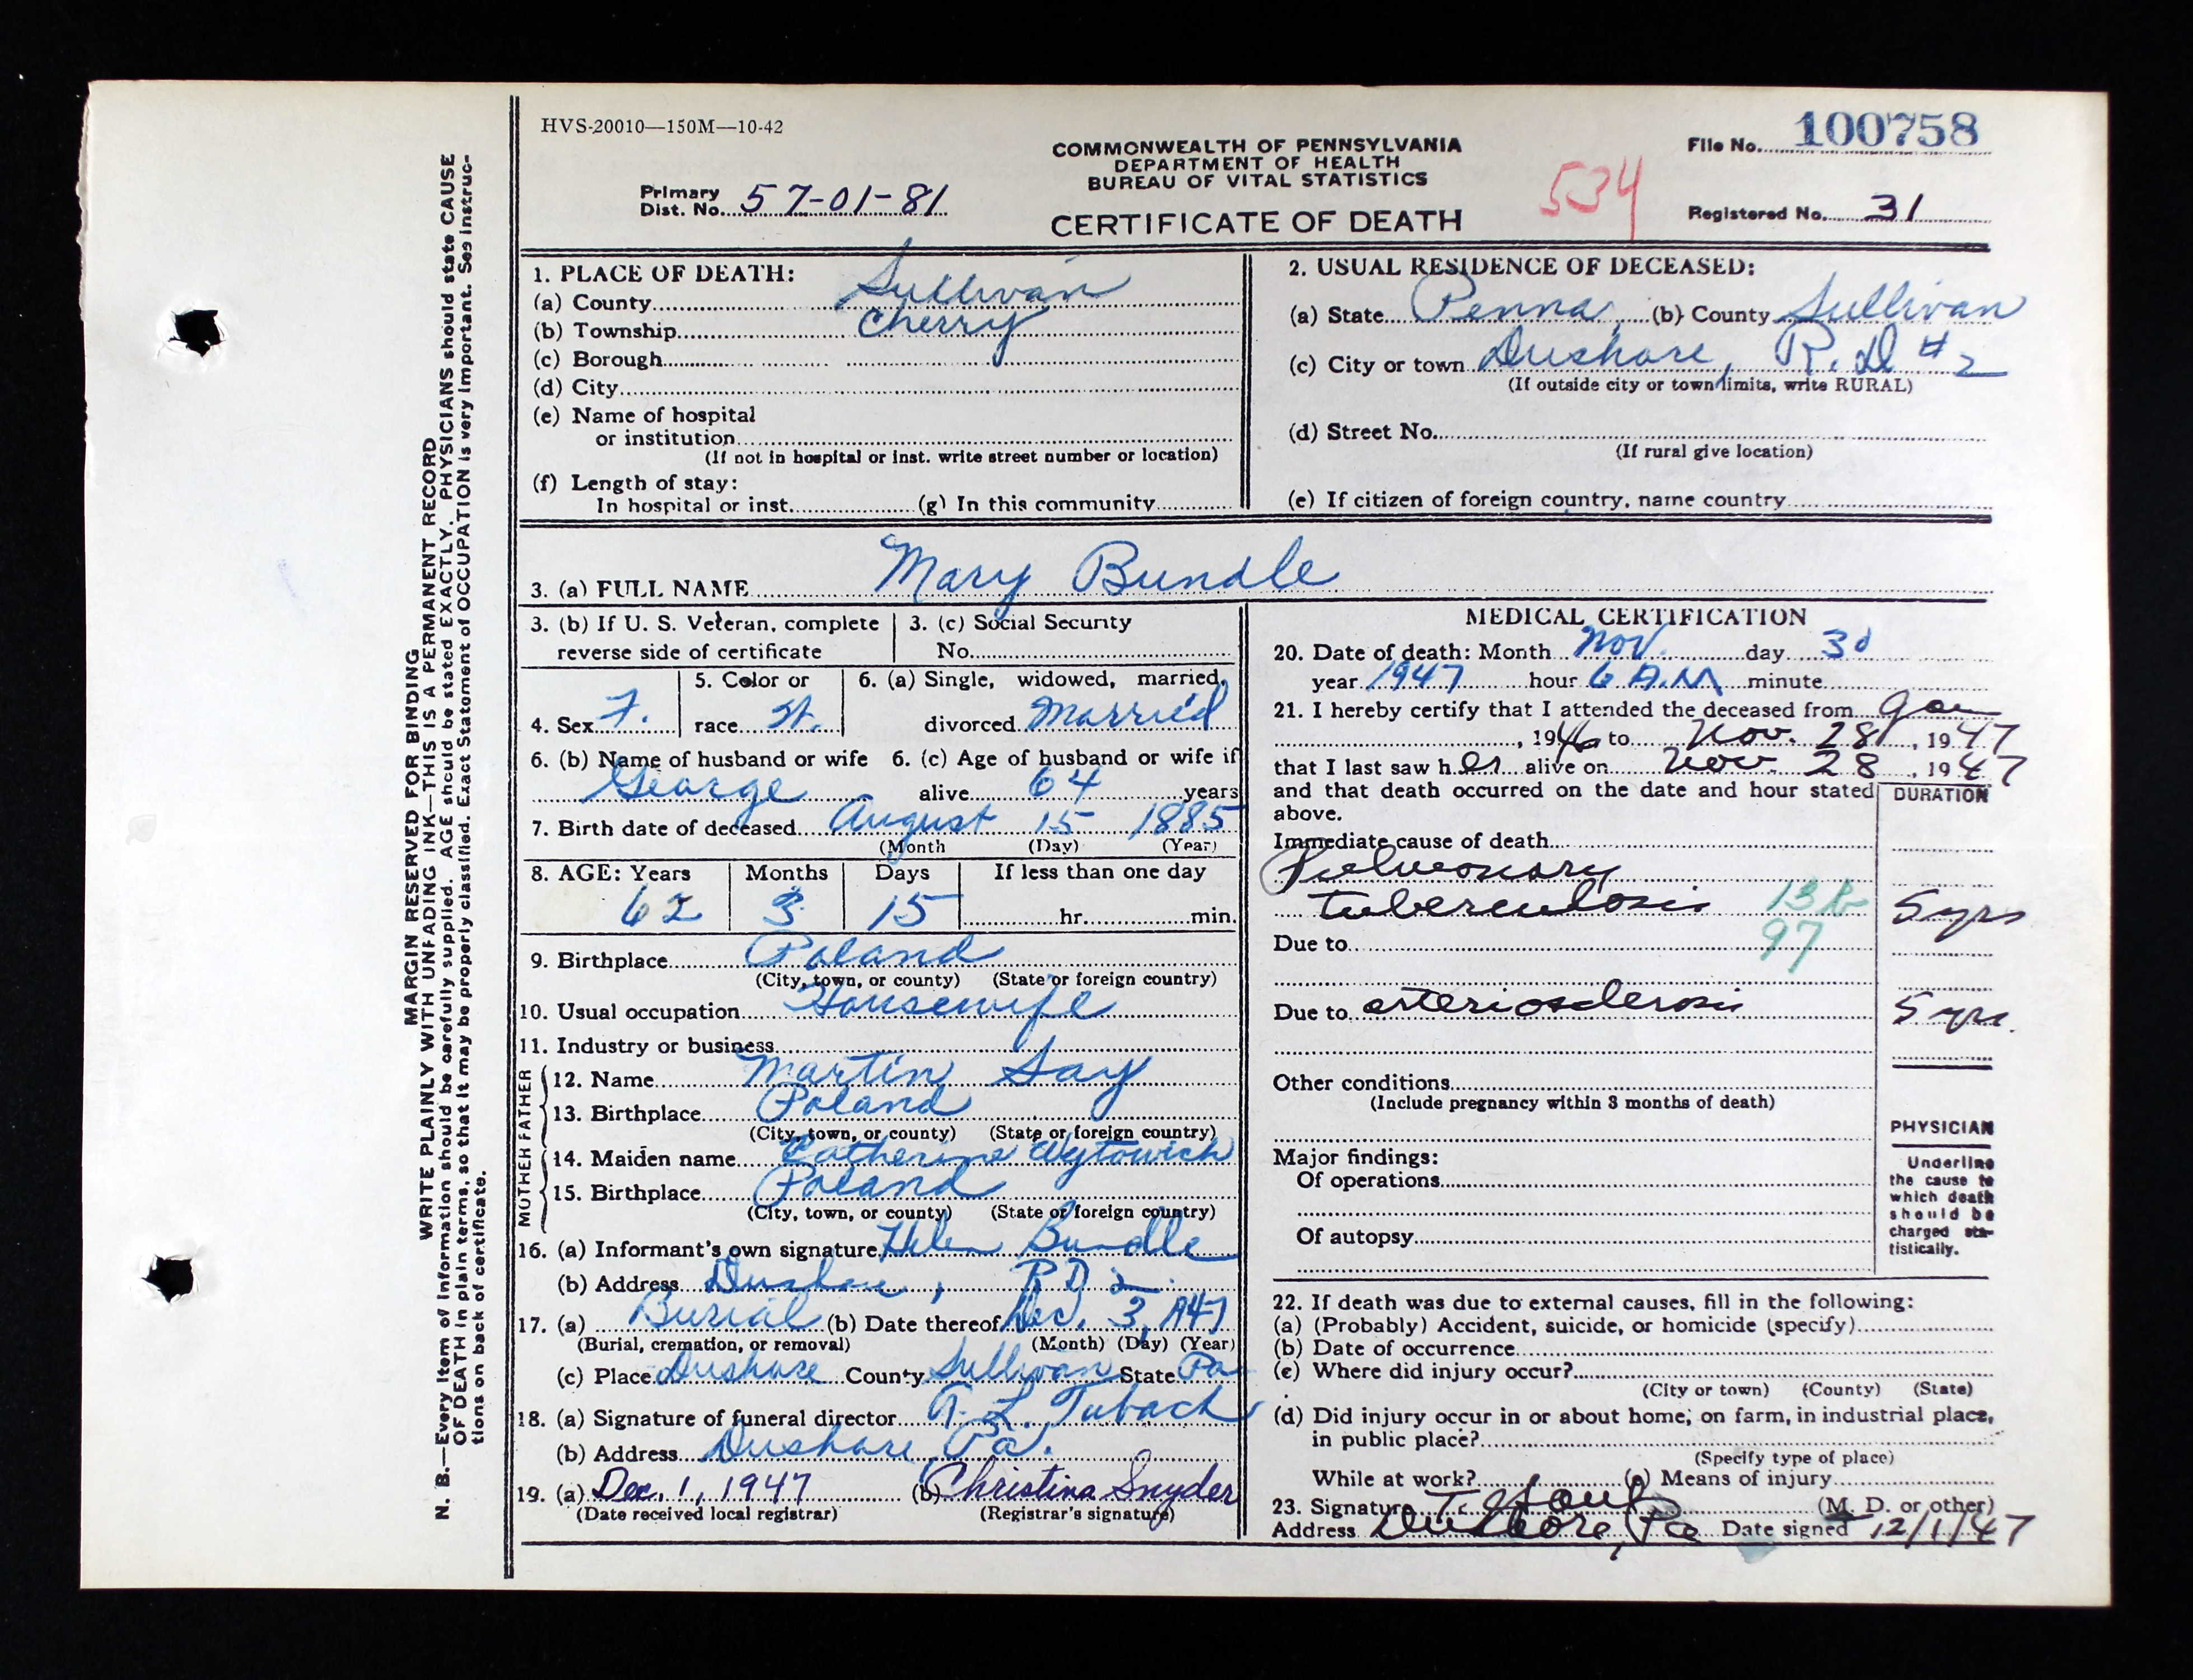 HVS-20010—150M—10-42
COMMONWEALTH OF PENNSYLVANIA
DEPARTMENT OF HEALTH
BUREAU OF VITAL STATISTICS
CERTIFICATE OF DEATH
Primary
Dist. No. 57-01-81
534
File No. 100758
Registered No. 31
MARGIN RESERVED FOR BINDING
WRITE PLAINLY WITH UNFADING INK—THIS IS A PERMANENT RECORD
N. B.—Every item of information should be carefully supplied. AGE should be stated EXACTLY. PHYSICIANS should state CAUSE
OF DEATH in plain terms, so that it may be properly classified. Exact Statement of OCCUPATION is very important. See instruc-
tions on back of certificate.
1. PLACE OF DEATH:
(a) County Sullivan
(b) Township Cherry
(c) Borough
(d) City
(e) Name of hospital
or institution
(If not in hospital or inst. write street number or location)
(f) Length of stay:
In hospital or inst. (g) In this community
2. USUAL RESIDENCE OF DECEASED:
(a) State Penna. (b) County Sullivan
(c) City or town Dushore, R. D #2
(If outside city or town limits, write RURAL)
(d) Street No.
(If rural give location)
(e) If citizen of foreign country, name country
3. (a) FULL NAME Mary Bundle
3. (b) If U. S. Veteran, complete
reverse side of certificate
3. (c) Social Security
No.
4. Sex F.
5. Color or
race
6. (a) Single, widowed, married,
divorced Married
6. (b) Name of husband or wife
George
6. (c) Age of husband or wife if
alive 64 years
7. Birth date of deceased August 15 1885
(Month (Day) (Year)
8. AGE: Years Months Days If less than one day
62 3 15 hr. min.
9. Birthplace Poland
(City, town, or county) (State or foreign country)
10. Usual occupation Housewife
11. Industry or business
FATHER
12. Name Martin Say
13. Birthplace Poland
(City, town, or county) (State or foreign country)
MOTHER
14. Maiden name Catherine Wytowich
15. Birthplace Poland
(City, town, or county) (State or foreign country)
16. (a) Informant's own signature Helen Bundle
(b) Address Dushore, R D 2
17. (a) Burial (b) Date thereof Dec. 3, 1947
(Burial, cremation, or removal) (Month) (Day) (Year)
(c) Place Dushore County Sullivan State Pa
18. (a) Signature of funeral director L. Tubach
(b) Address Dushore, Pa.
19. (a) Dec. 1, 1947 (b) Christina Snyder
(Date received local registrar) (Registrar's signature)
MEDICAL CERTIFICATION
20. Date of death: Month Nov. day 30
year 1947 hour 6 A.M minute
21. I hereby certify that I attended the deceased from Jan
, 1946 to Nov. 28, 1947
that I last saw her alive on Nov. 28, 1947
and that death occurred on the date and hour stated
above.
DURATION
Immediate cause of death
Pulmonary
tuberculosis 13b 5 yrs
Due to 97
Due to arteriosclerosis 5 yrs.
Other conditions
(Include pregnancy within 3 months of death)
Major findings:
Of operations
Of autopsy
PHYSICIAN
Underline
the cause to
which death
should be
charged sta-
tistically.
22. If death was due to external causes, fill in the following:
(a) (Probably) Accident, suicide, or homicide (specify)
(b) Date of occurrence
(c) Where did injury occur?
(City or town) (County) (State)
(d) Did injury occur in or about home, on farm, in industrial place,
in public place?
(Specify type of place)
While at work? (e) Means of injury
23. Signature (M. D. or other)
Address Dushore, Pa Date signed 12/1/47